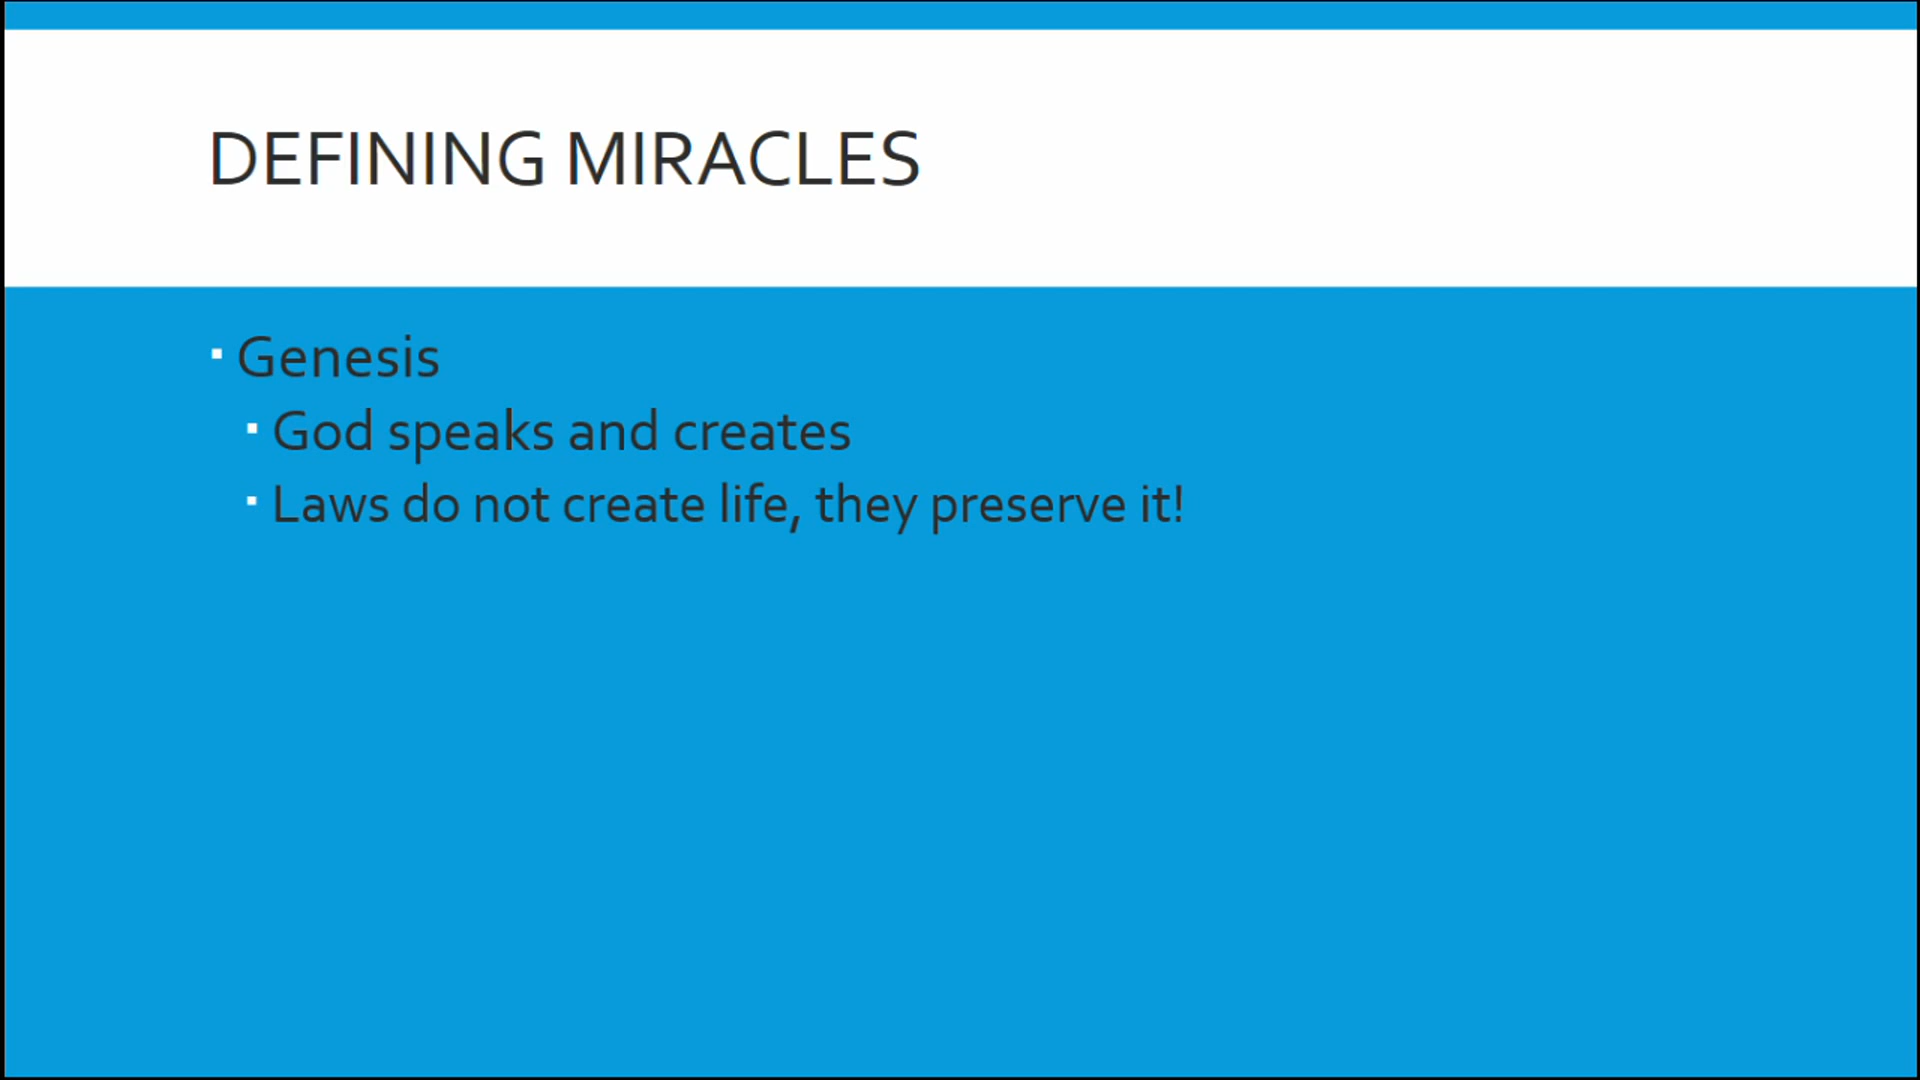 DEFINING MIRACLES
Genesis
God speaks and creates
Laws do not create life, they preserve it!